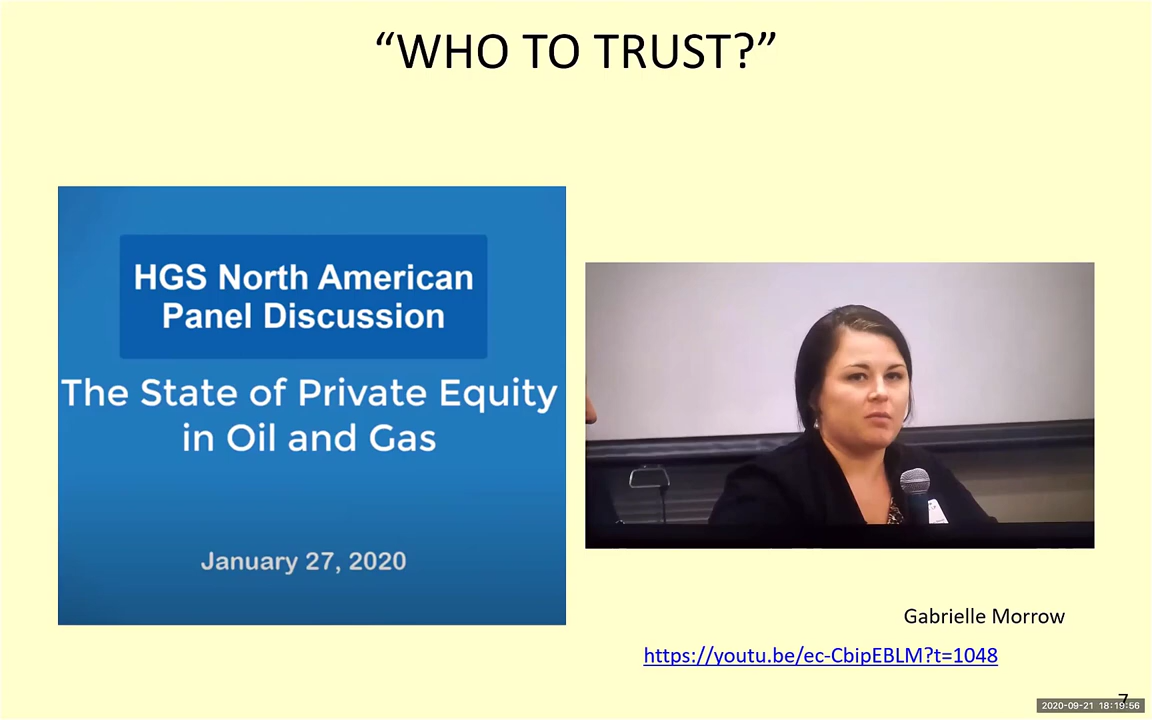 “WHO TO TRUST?”
HGS North American
Panel Discussion
The State of Private Equity
in Oil and Gas
January 27, 2020
Gabrielle Morrow
https://youtu.be/ec-CbipEBLM?t=1048
7
2020-09-21 18:19:56